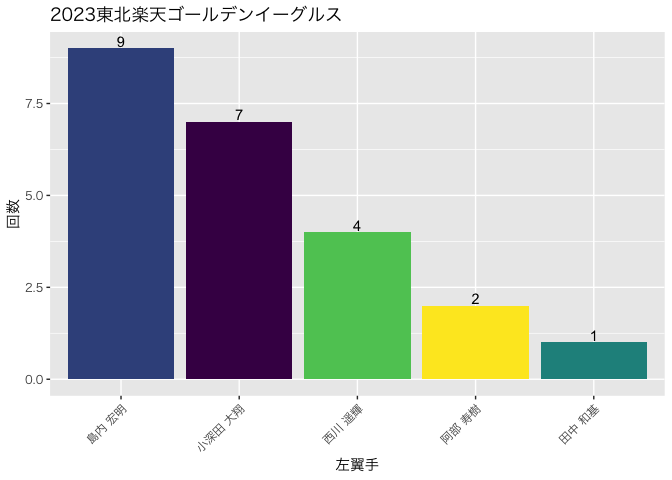 2023東北楽天ゴールデンイーグルス
9
7
4
2
1
7.5
5.0
2.5
0.0
回数
島内 宏明
小深田 大翔
西川 遥輝
阿部 寿樹
田中 和基
左翼手